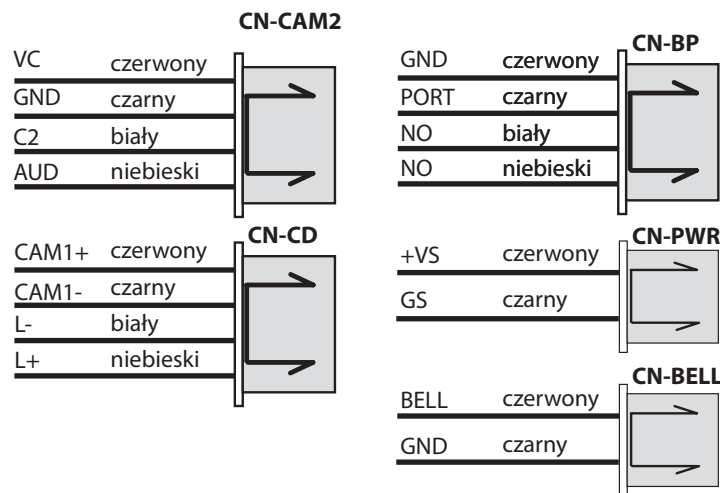 CN-CAM2
VC czerwony
GND czarny
C2 biały
AUD niebieski
CN-CD
CAM1+ czerwony
CAM1- czarny
L- biały
L+ niebieski
CN-BP
GND czerwony
PORT czarny
NO biały
NO niebieski
CN-PWR
+VS czerwony
GS czarny
CN-BELL
BELL czerwony
GND czarny